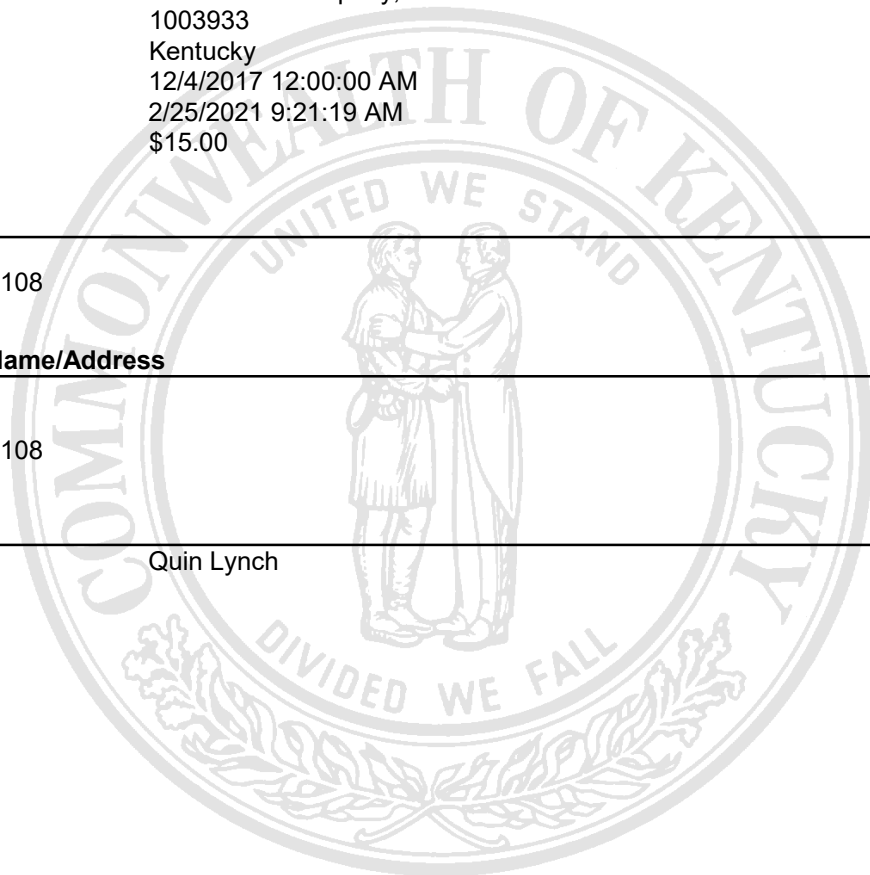 1003933
Kentucky
12/4/2017 12:00:00 AM
2/25/2021 9:21:19 AM
$15.00
108
Name/Address
108
Quin Lynch
COMMONWEALTH OF KENTUCKY
UNITED WE STAND
DIVIDED WE FALL